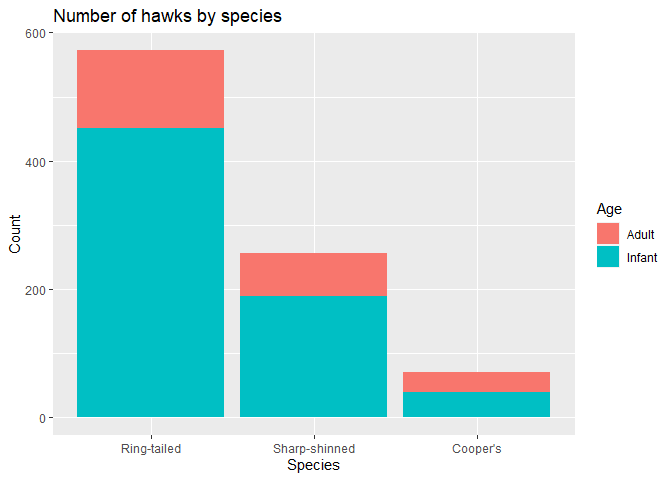 Number of hawks by species
600
400
200
0
Count
Ring-tailed Sharp-shinned Cooper's
Species
Age
Adult
Infant